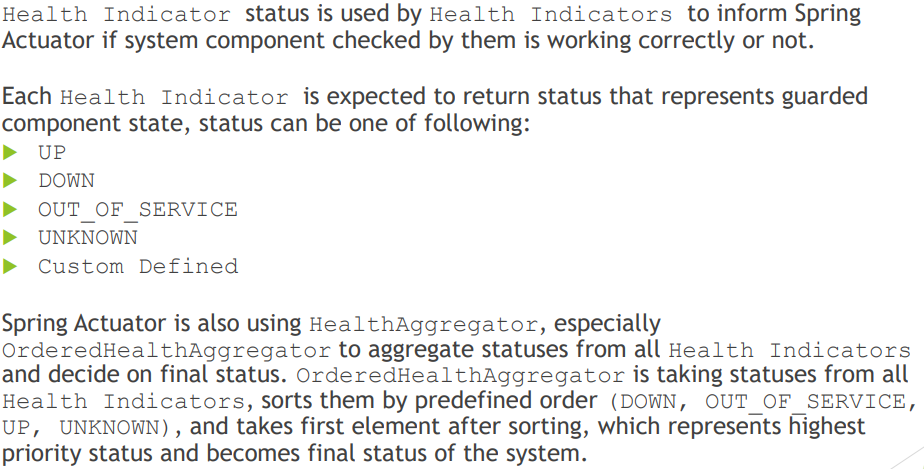 Health Indicator status is used by Health Indicators to inform Spring
Actuator if system component checked by them is working correctly or not.
Each Health Indicator is expected to return status that represents guarded
component state, status can be one of following:
UP
DOWN
OUT_OF_SERVICE
UNKNOWN
Custom Defined
Spring Actuator is also using HealthAggregator, especially
OrderedHealthAggregator to aggregate statuses from all Health Indicators
and decide on final status. OrderedHealthAggregator is taking statuses from all
Health Indicators, sorts them by predefined order (DOWN, OUT_OF_SERVICE,
UP, UNKNOWN), and takes first element after sorting, which represents highest
priority status and becomes final status of the system.